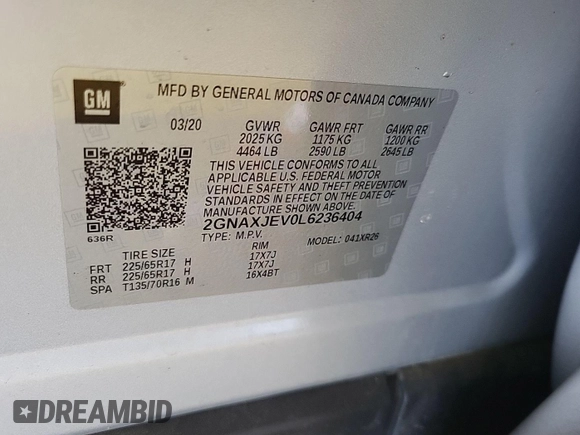 GM
MFD BY GENERAL MOTORS OF CANADA COMPANY
03/20 GVWR GAWR FRT GAWR RR
2025 KG 1175 KG 1200 KG
4464 LB 2590 LB 2645 LB
THIS VEHICLE CONFORMS TO ALL
APPLICABLE U.S. FEDERAL MOTOR
VEHICLE SAFETY AND THEFT PREVENTION
STANDARDS IN EFFECT ON THE DATE OF
MANUFACTURE SHOWN ABOVE.
2GNAXJEV0L6236404
636R
TYPE: M.P.V. MODEL: 041XR26
TIRE SIZE RIM
FRT 225/65R17 H 17X7J
RR 225/65R17 H 17X7J
SPA T135/70R16 M 16X4BT
DREAMBID